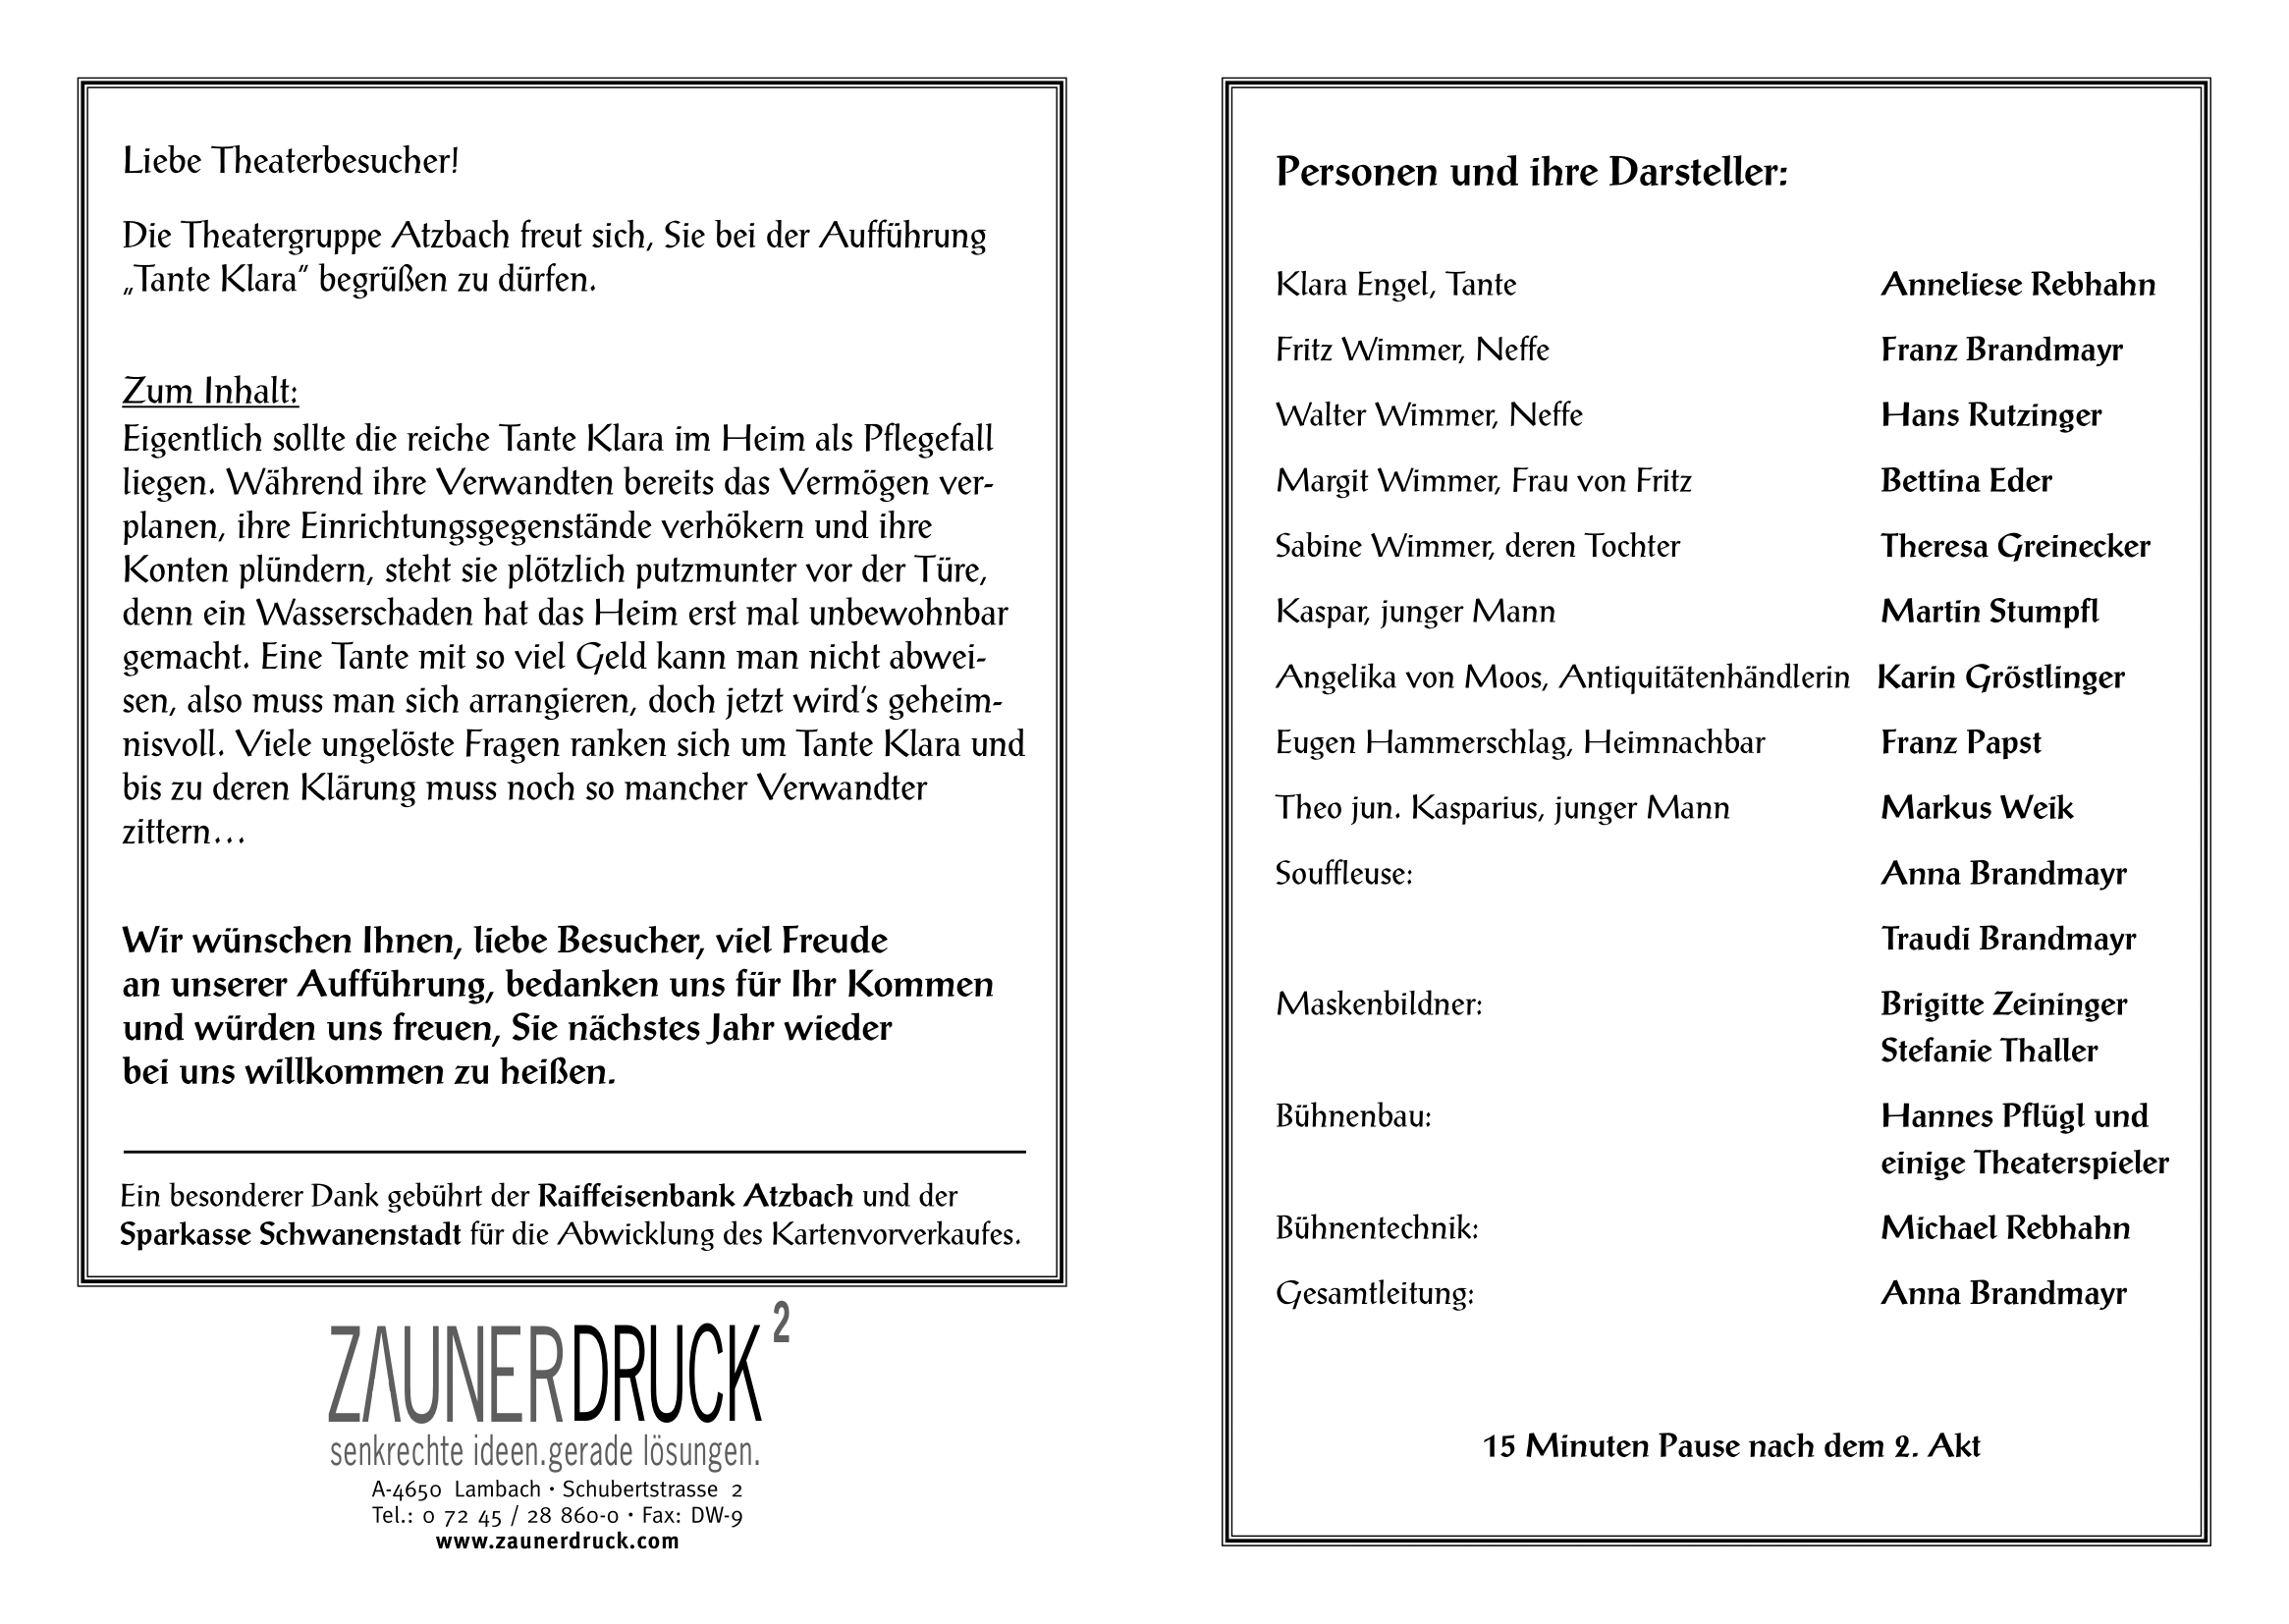 Liebe Theaterbesucher!
Die Theatergruppe Atzbach freut sich, Sie bei der Aufführung
„Tante Klara“ begrüßen zu dürfen.
Zum Inhalt:
Eigentlich sollte die reiche Tante Klara im Heim als Pflegefall
liegen. Während ihre Verwandten bereits das Vermögen ver-
planen, ihre Einrichtungsgegenstände verhökern und ihre
Konten plündern, steht sie plötzlich putzmunter vor der Türe,
denn ein Wasserschaden hat das Heim erst mal unbewohnbar
gemacht. Eine Tante mit so viel Geld kann man nicht abwei-
sen, also muss man sich arrangieren, doch jetzt wird‘s geheim-
nisvoll. Viele ungelöste Fragen ranken sich um Tante Klara und
bis zu deren Klärung muss noch so mancher Verwandter
zittern…
Wir wünschen Ihnen, liebe Besucher, viel Freude
an unserer Aufführung, bedanken uns für Ihr Kommen
und würden uns freuen, Sie nächstes Jahr wieder
bei uns willkommen zu heißen.
Ein besonderer Dank gebührt der Raiffeisenbank Atzbach und der
Sparkasse Schwanenstadt für die Abwicklung des Kartenvorverkaufes.
ZAUNERDRUCK²
senkrechte ideen.gerade lösungen.
A-4650 Lambach • Schubertstrasse 2
Tel.: 0 72 45 / 28 860-0 • Fax: DW-9
www.zaunerdruck.com
Personen und ihre Darsteller:
Klara Engel, Tante Anneliese Rebhahn
Fritz Wimmer, Neffe Franz Brandmayr
Walter Wimmer, Neffe Hans Rutzinger
Margit Wimmer, Frau von Fritz Bettina Eder
Sabine Wimmer, deren Tochter Theresa Greinecker
Kaspar, junger Mann Martin Stumpfl
Angelika von Moos, Antiquitätenhändlerin Karin Gröstlinger
Eugen Hammerschlag, Heimnachbar Franz Papst
Theo jun. Kasparius, junger Mann Markus Weik
Souffleuse: Anna Brandmayr
Traudi Brandmayr
Maskenbildner: Brigitte Zeininger
Stefanie Thaller
Bühnenbau: Hannes Pflügl und
einige Theaterspieler
Bühnentechnik: Michael Rebhahn
Gesamtleitung: Anna Brandmayr
15 Minuten Pause nach dem 2. Akt